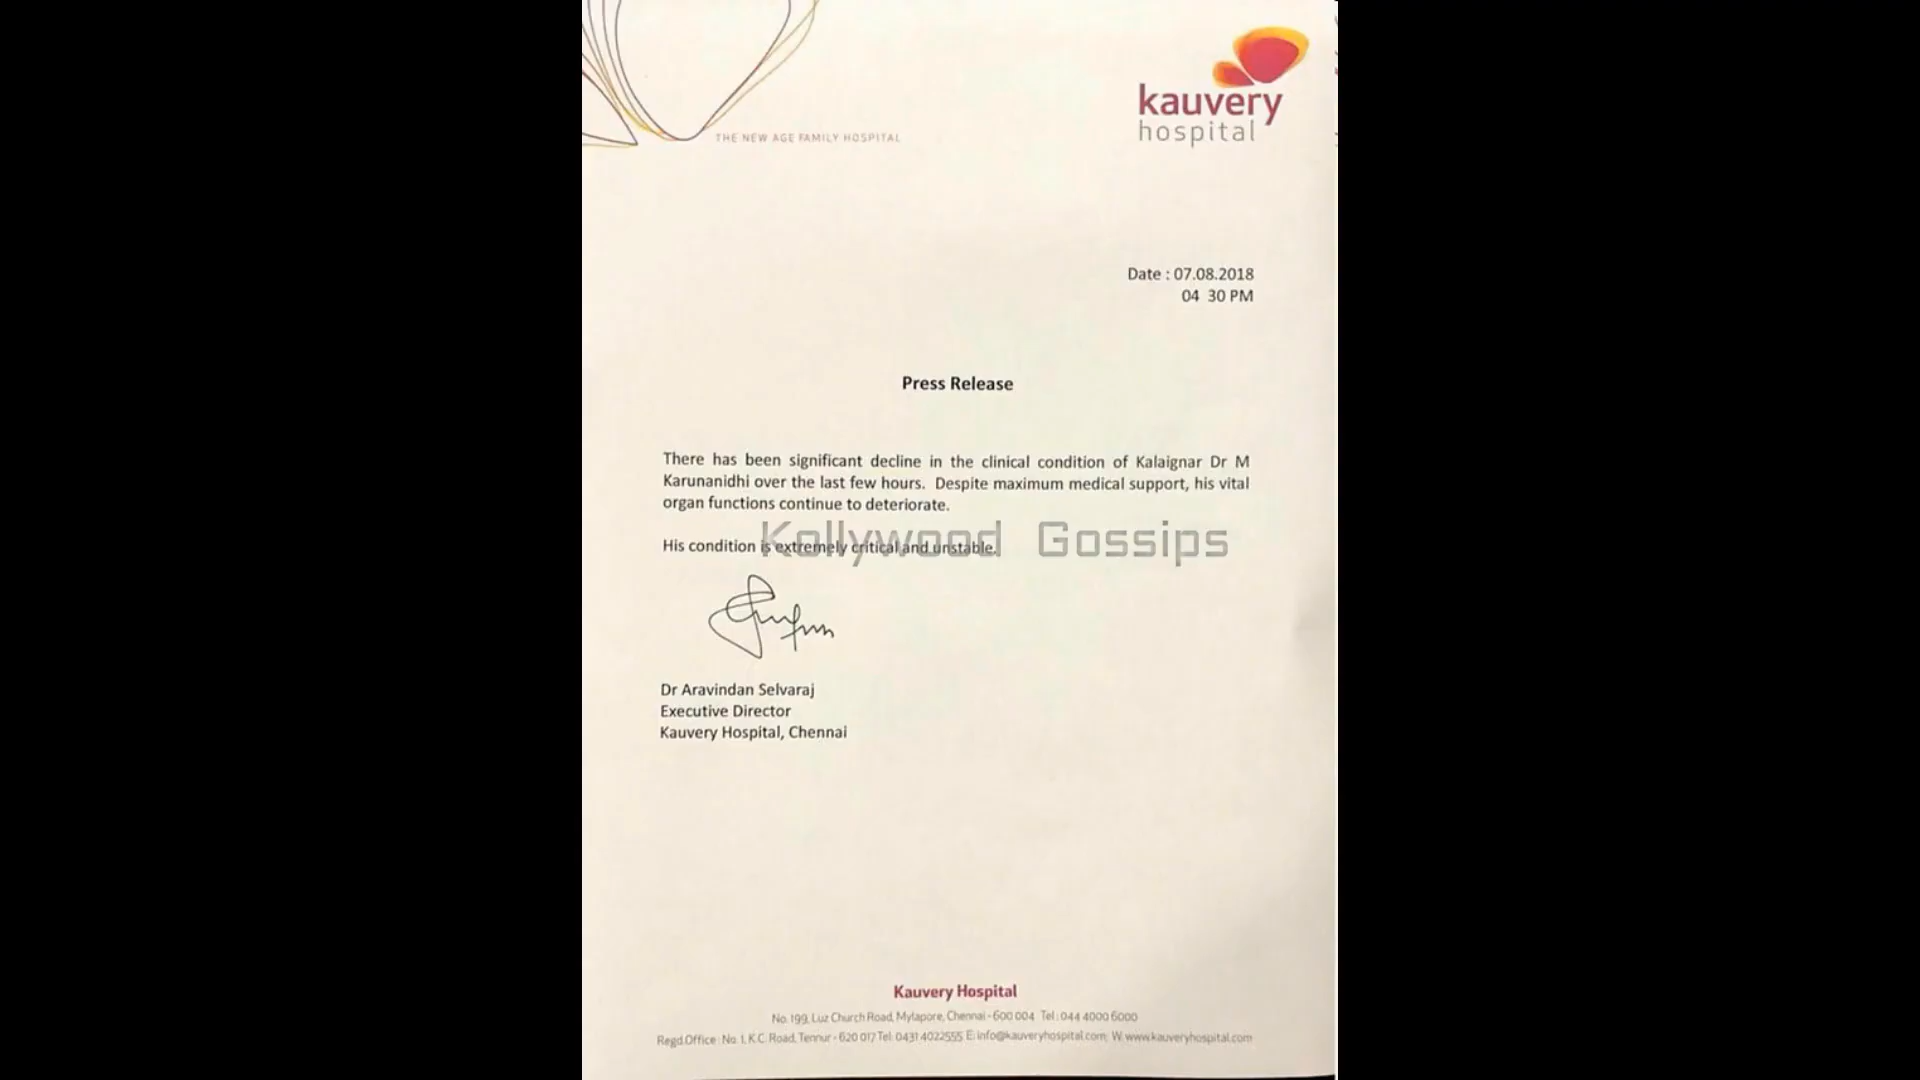 kauvery
hospital
THE NEW AGE FAMILY HOSPITAL
Date : 07.08.2018
04 30 PM
Press Release
There has been significant decline in the clinical condition of Kalaignar Dr M
Karunanidhi over the last few hours. Despite maximum medical support, his vital
organ functions continue to deteriorate.
His condition is extremely critical and unstable.
Kollywood Gossips
Dr Aravindan Selvaraj
Executive Director
Kauvery Hospital, Chennai
Kauvery Hospital
No. 199, Luz Church Road, Mylapore, Chennai - 600 004 Tel : 044 4000 6000
Regd.Office : No. 1, K.C. Road, Tennur - 620 017 Tel: 0431 4022555 E: info@kauveryhospital.com W: www.kauveryhospital.com